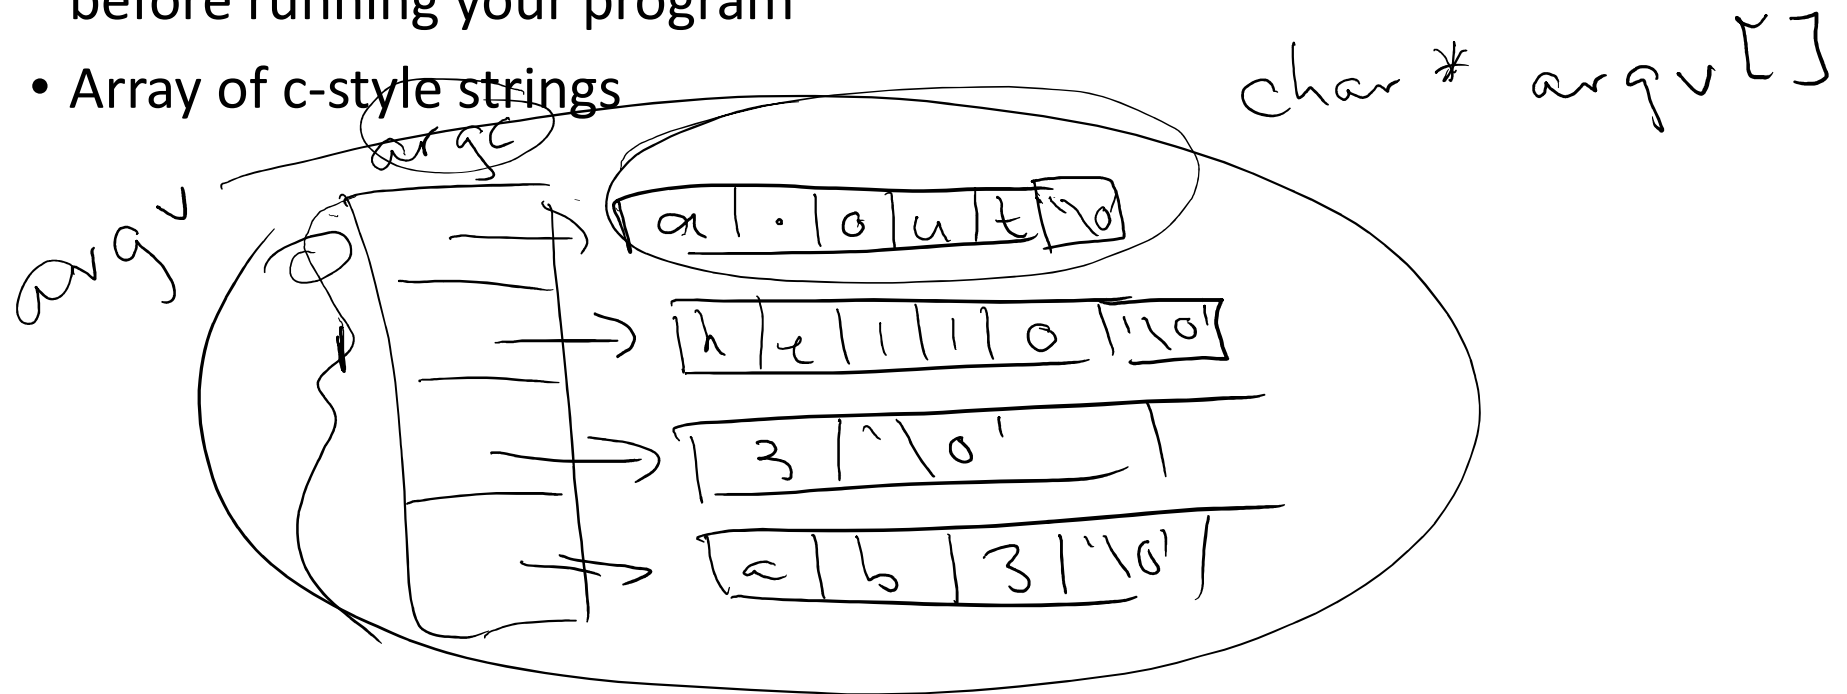 before running your program
• Array of c-style strings
char * argv []
argc
argv
a . o u t '\0'
h e l l o '\0'
3 '\0'
a b 3 '\0'